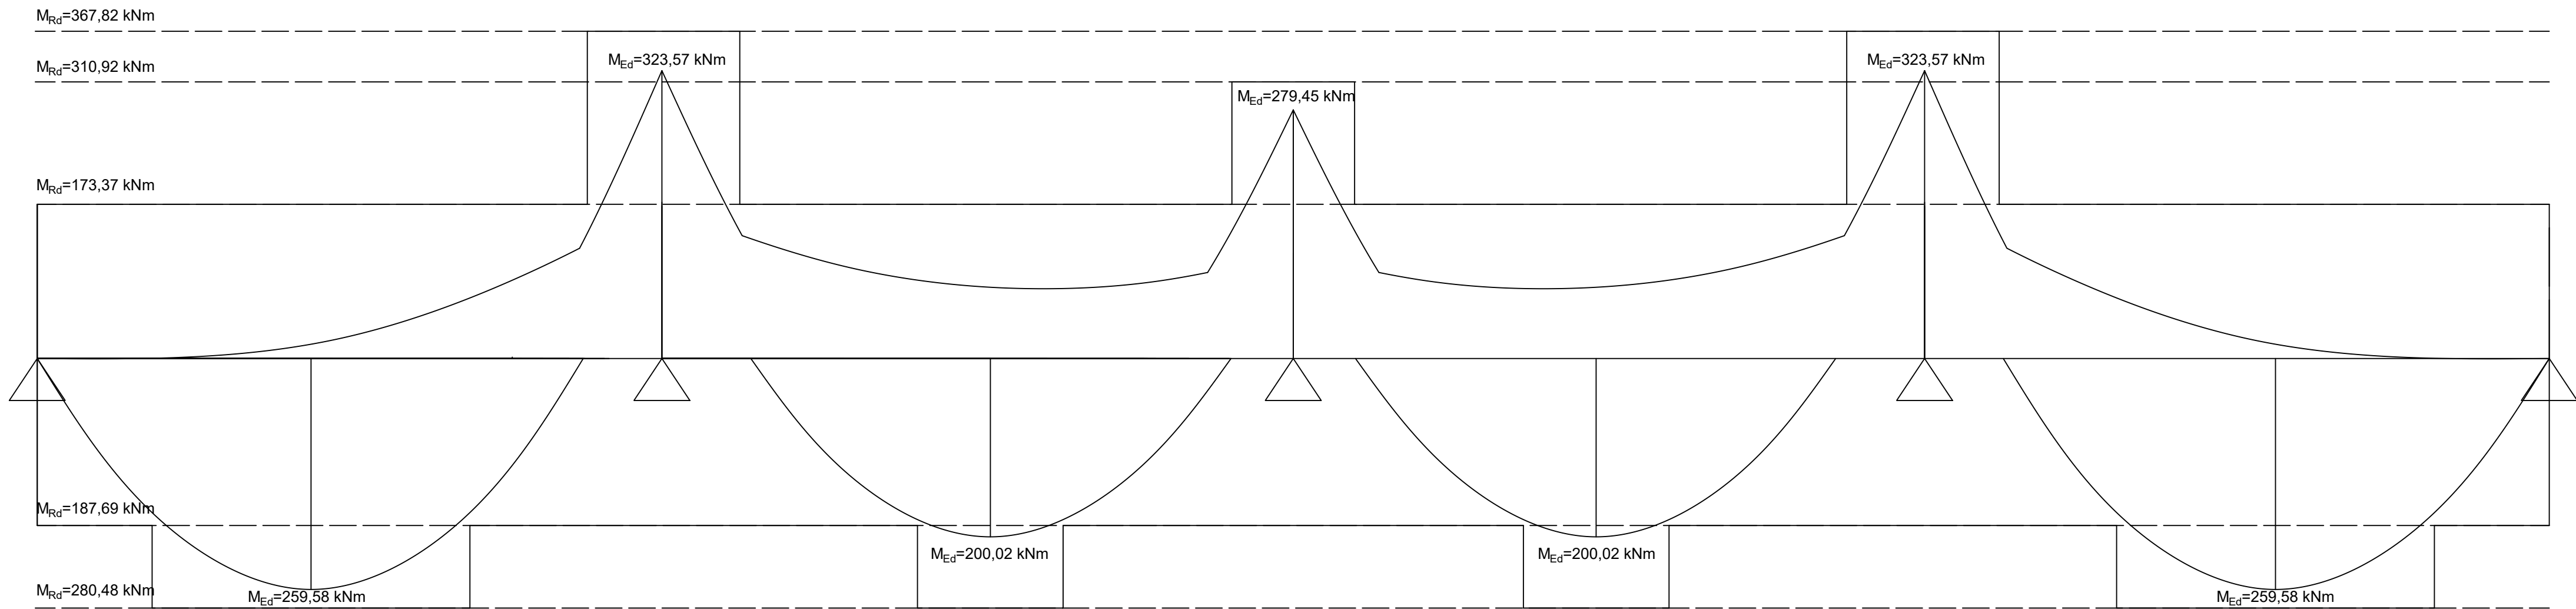 M_Rd=367,82 kNm
M_Ed=323,57 kNm
M_Ed=323,57 kNm
M_Rd=310,92 kNm
M_Ed=279,45 kNm
M_Rd=173,37 kNm
M_Rd=187,69 kNm
M_Ed=200,02 kNm
M_Ed=200,02 kNm
M_Rd=280,48 kNm
M_Ed=259,58 kNm
M_Ed=259,58 kNm